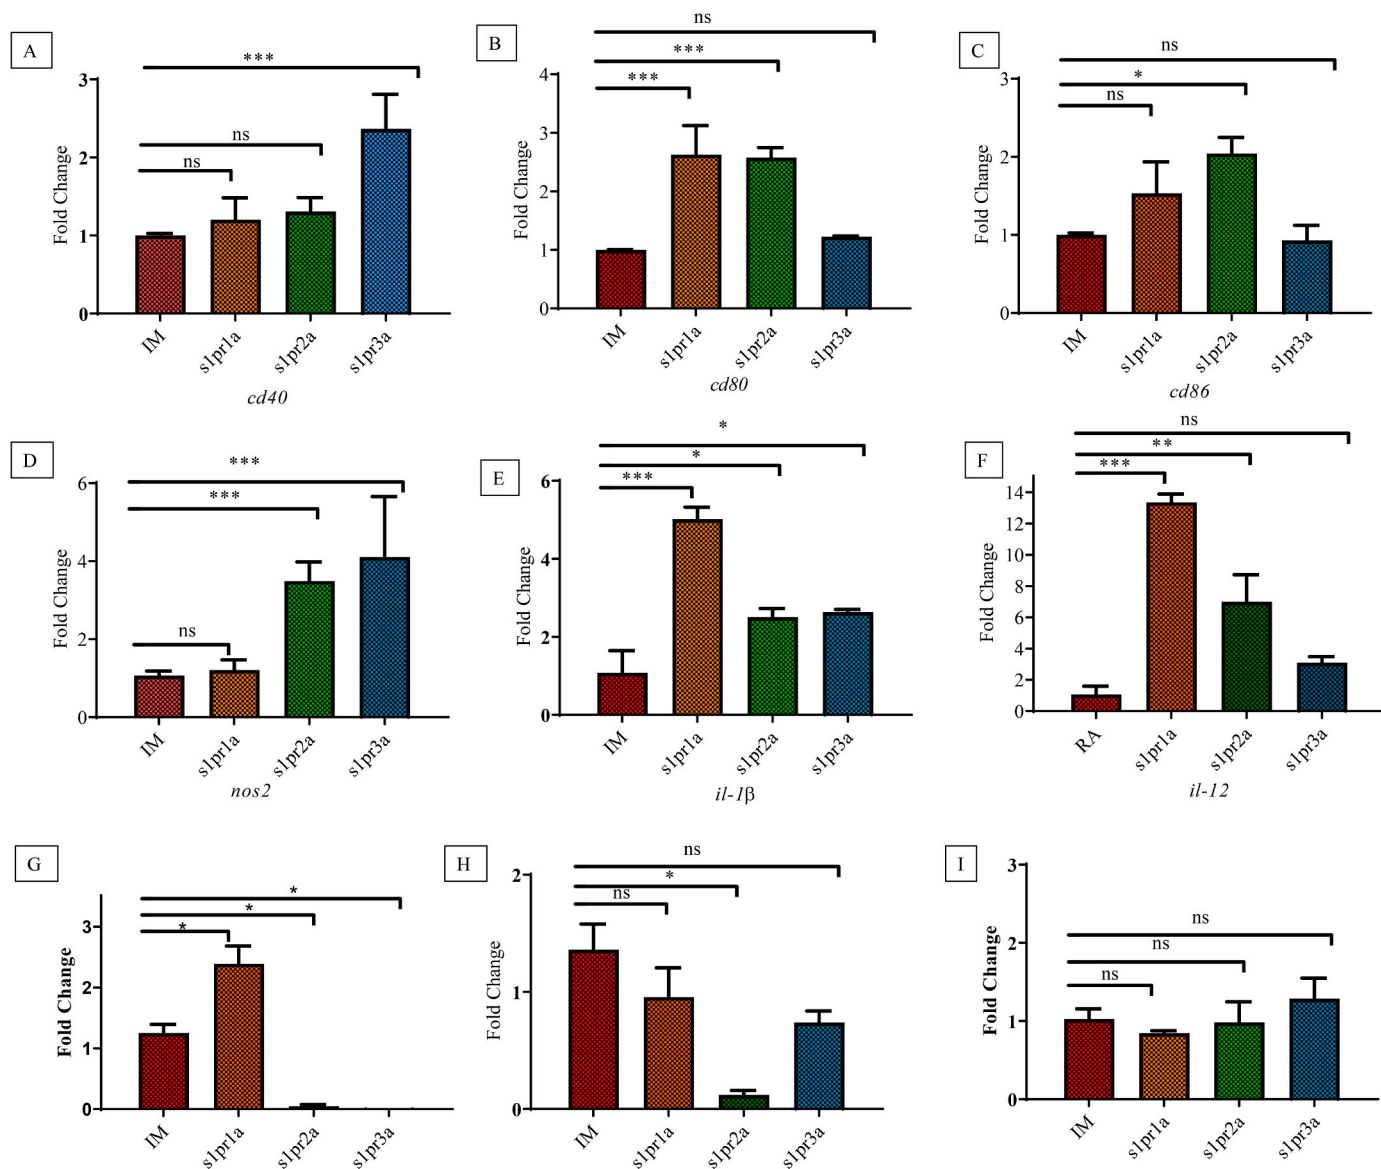 A
***
ns
ns
Fold Change
3
2
1
0
IM
s1pr1a
s1pr2a
s1pr3a
cd40
B
ns
***
***
Fold Change
4
3
2
1
0
IM
s1pr1a
s1pr2a
s1pr3a
cd80
C
ns
*
ns
Fold Change
3
2
1
0
IM
s1pr1a
s1pr2a
s1pr3a
cd86
D
***
***
ns
Fold Change
6
4
2
0
IM
s1pr1a
s1pr2a
s1pr3a
nos2
E
*
*
***
Fold Change
6
4
2
0
IM
s1pr1a
s1pr2a
s1pr3a
il-1β
F
ns
**
***
Fold Change
14
12
10
8
6
4
2
0
RA
s1pr1a
s1pr2a
s1pr3a
il-12
G
*
*
*
Fold Change
3
2
1
0
IM
s1pr1a
s1pr2a
s1pr3a
H
ns
*
ns
Fold Change
2
1
0
IM
s1pr1a
s1pr2a
s1pr3a
I
ns
ns
ns
Fold Change
3
2
1
0
IM
s1pr1a
s1pr2a
s1pr3a